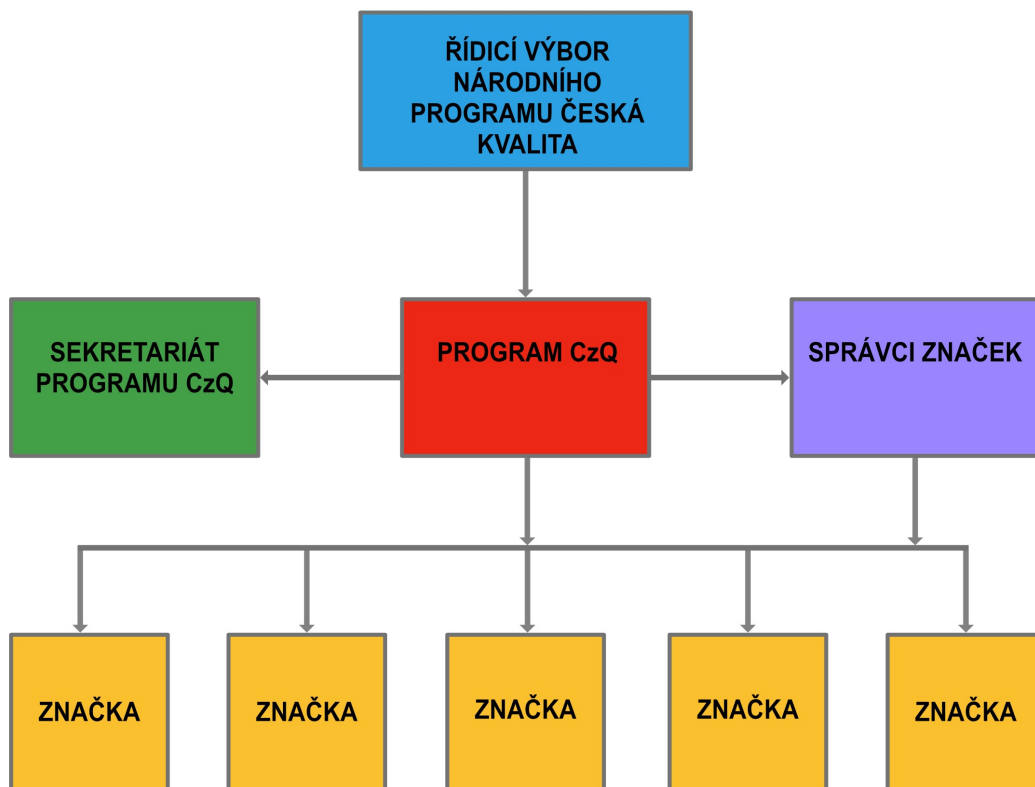 ŘÍDICÍ VÝBOR
NÁRODNÍHO
PROGRAMU ČESKÁ
KVALITA
SEKRETARIÁT
PROGRAMU CzQ
PROGRAM CzQ
SPRÁVCI ZNAČEK
ZNAČKA
ZNAČKA
ZNAČKA
ZNAČKA
ZNAČKA